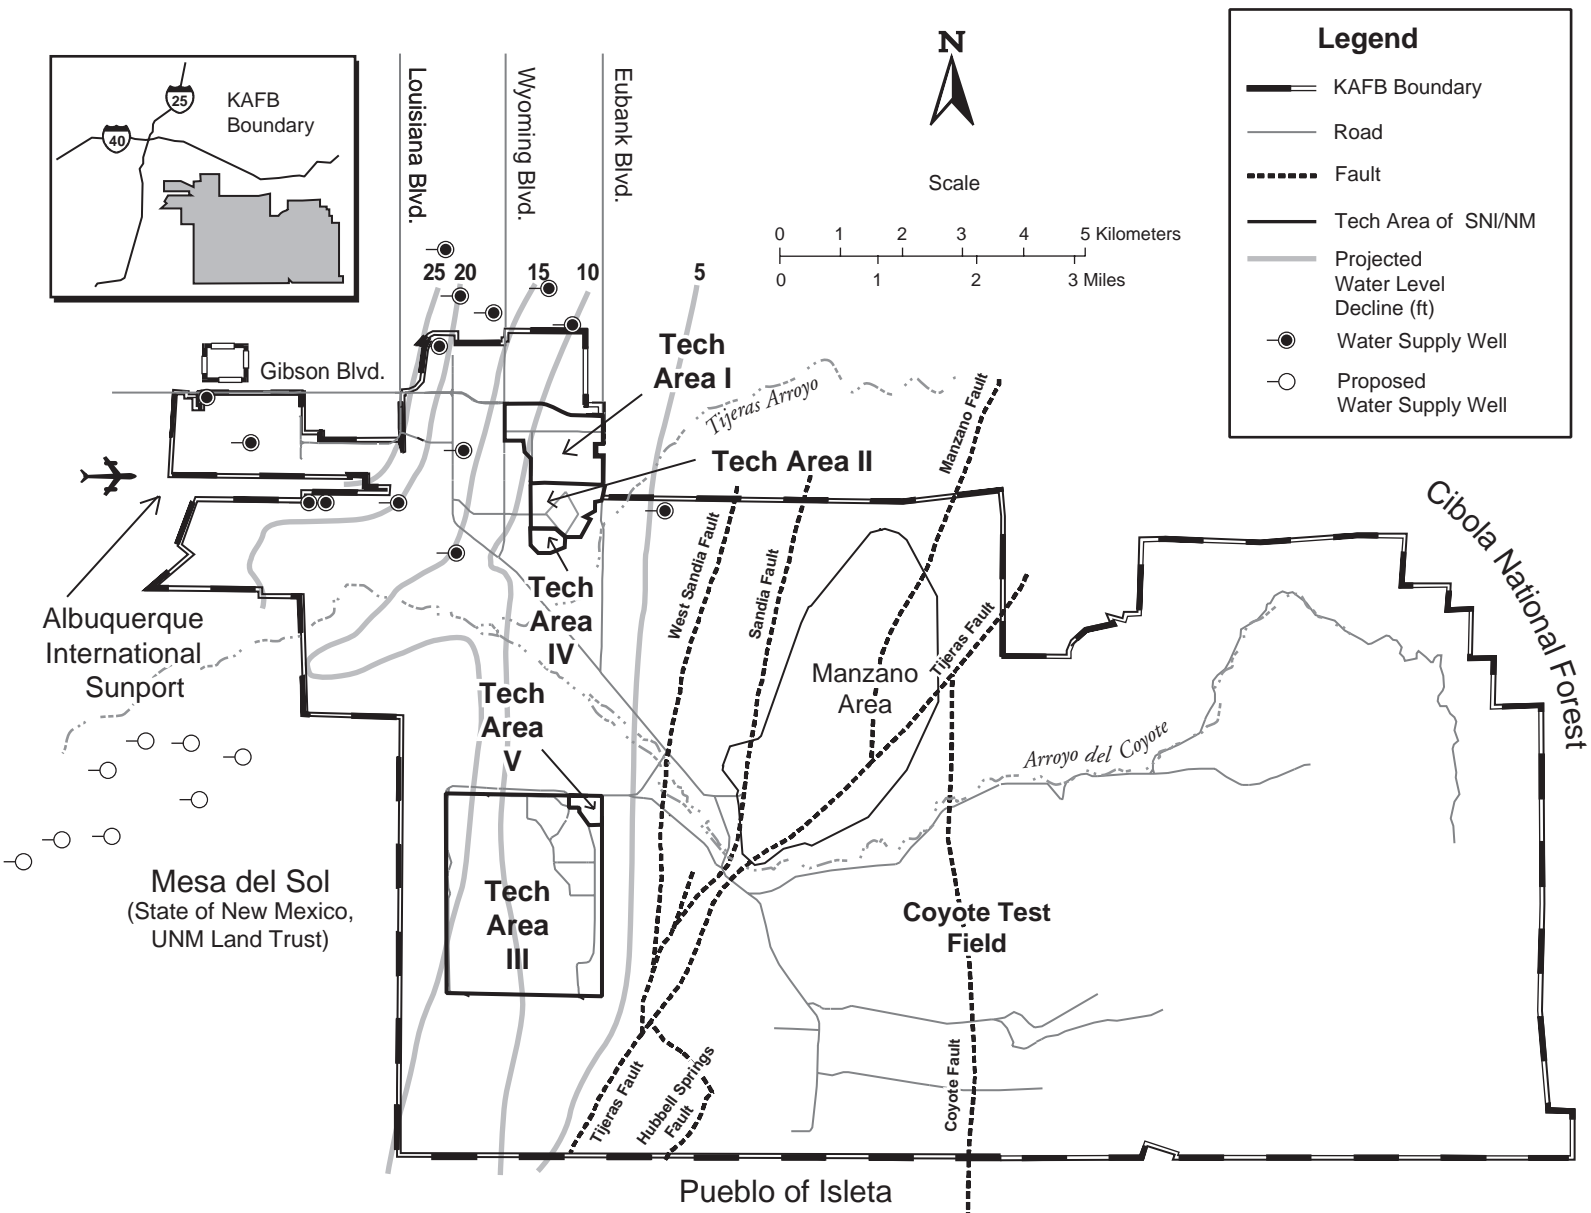 25
40
KAFB
Boundary
Louisiana Blvd.
Wyoming Blvd.
Eubank Blvd.
N
Scale
0 1 2 3 4 5 Kilometers
0 1 2 3 Miles
Legend
KAFB Boundary
Road
Fault
Tech Area of SNl/NM
Projected
Water Level
Decline (ft)
Water Supply Well
Proposed
Water Supply Well
25 20 15 10 5
Gibson Blvd.
Tech
Area I
Tijeras Arroyo
Manzano Fault
Tech Area II
Cibola National Forest
West Sandia Fault
Sandia Fault
Tech
Area
IV
Albuquerque
International
Sunport
Tijeras Fault
Manzano
Area
Tech
Area
V
Arroyo del Coyote
Mesa del Sol
(State of New Mexico,
UNM Land Trust)
Tech
Area
III
Coyote Test
Field
Tijeras Fault
Hubbell Springs
Fault
Coyote Fault
Pueblo of Isleta